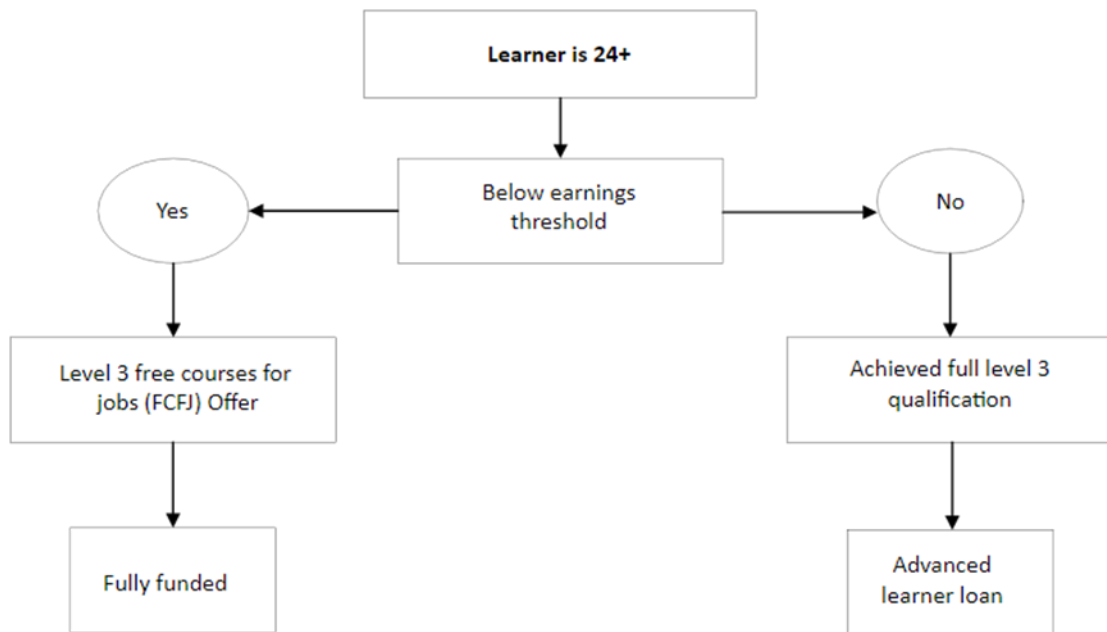 Learner is 24+
Below earnings
threshold
Yes
No
Level 3 free courses for
jobs (FCFJ) Offer
Achieved full level 3
qualification
Fully funded
Advanced
learner loan